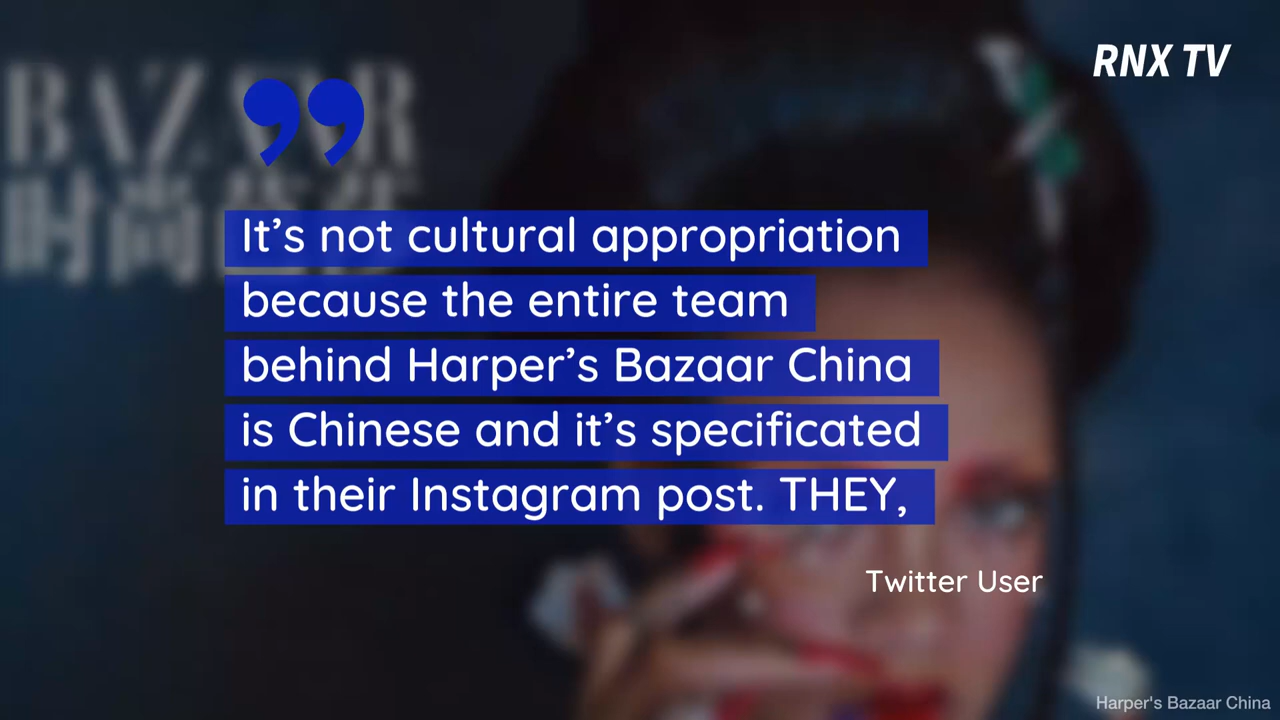 RNX TV
BAZAAR
”
It’s not cultural appropriation
because the entire team
behind Harper’s Bazaar China
is Chinese and it’s specificated
in their Instagram post. THEY,
Twitter User
Harper's Bazaar China